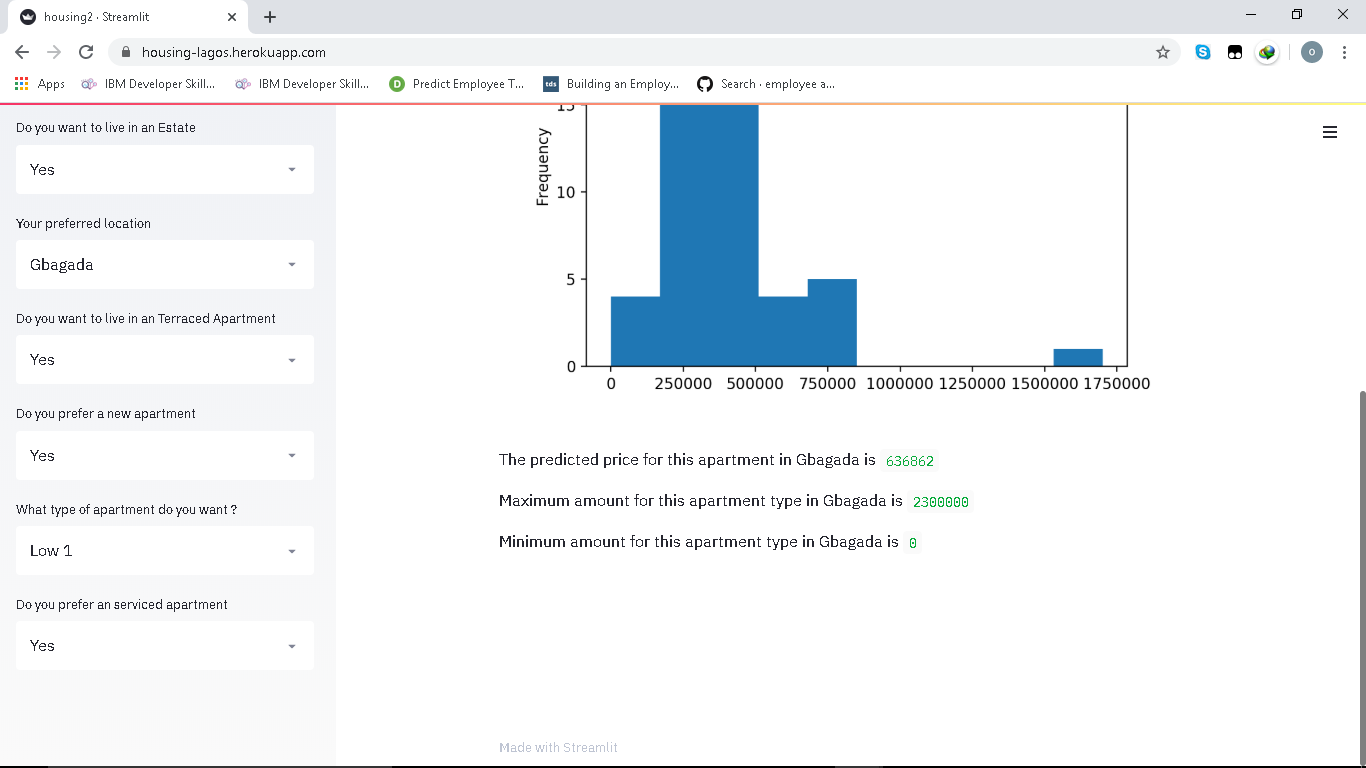 housing2 · Streamlit
housing-lagos.herokuapp.com
Apps
IBM Developer Skill...
IBM Developer Skill...
Predict Employee T...
tds
Building an Employ...
Search · employee a...
Do you want to live in an Estate
Yes
Your preferred location
Gbagada
Do you want to live in an Terraced Apartment
Yes
Do you prefer a new apartment
Yes
What type of apartment do you want ?
Low 1
Do you prefer an serviced apartment
Yes
Frequency
15
10
5
0
0 250000 500000 750000 1000000 1250000 1500000 1750000
The predicted price for this apartment in Gbagada is 636862
Maximum amount for this apartment type in Gbagada is 2300000
Minimum amount for this apartment type in Gbagada is 0
Made with Streamlit